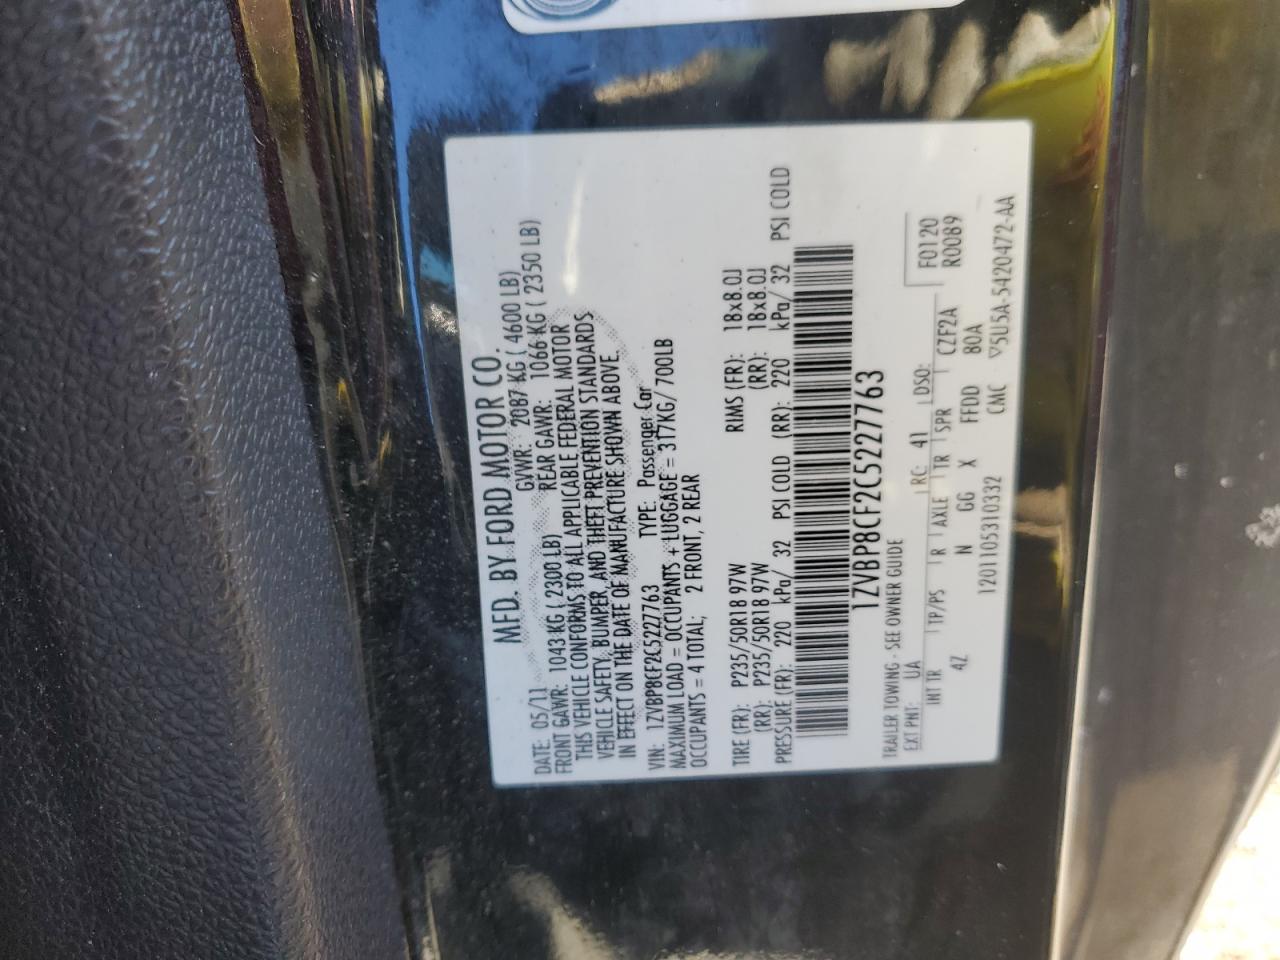 MFD. BY FORD MOTOR CO.
DATE: 05/11 GVWR: 2087 KG ( 4600 LB)
FRONT GAWR: 1043 KG ( 2300 LB) REAR GAWR: 1066 KG ( 2350 LB)
THIS VEHICLE CONFORMS TO ALL APPLICABLE FEDERAL MOTOR
VEHICLE SAFETY, BUMPER, AND THEFT PREVENTION STANDARDS
IN EFFECT ON THE DATE OF MANUFACTURE SHOWN ABOVE.
VIN: 1ZVBP8CF2C5227763 TYPE: Passenger Car
MAXIMUM LOAD = OCCUPANTS + LUGGAGE = 317KG/ 700LB
OCCUPANTS = 4 TOTAL; 2 FRONT, 2 REAR
TIRE (FR): P235/50R18 97W RIMS (FR): 18x8.0J
(RR): P235/50R18 97W (RR): 18x8.0J
PRESSURE (FR): 220 kPa/ 32 PSI COLD (RR): 220 kPa/ 32 PSI COLD
1ZVBP8CF2C5227763
TRAILER TOWING - SEE OWNER GUIDE
EXT PNT: UA RC: 41 DSO: F0120
INT TR TP/PS R AXLE TR SPR CZF2A R0089
4Z N GG X FFDD 80A
1201105310332 CMC ▽5U5A-5420472-AA